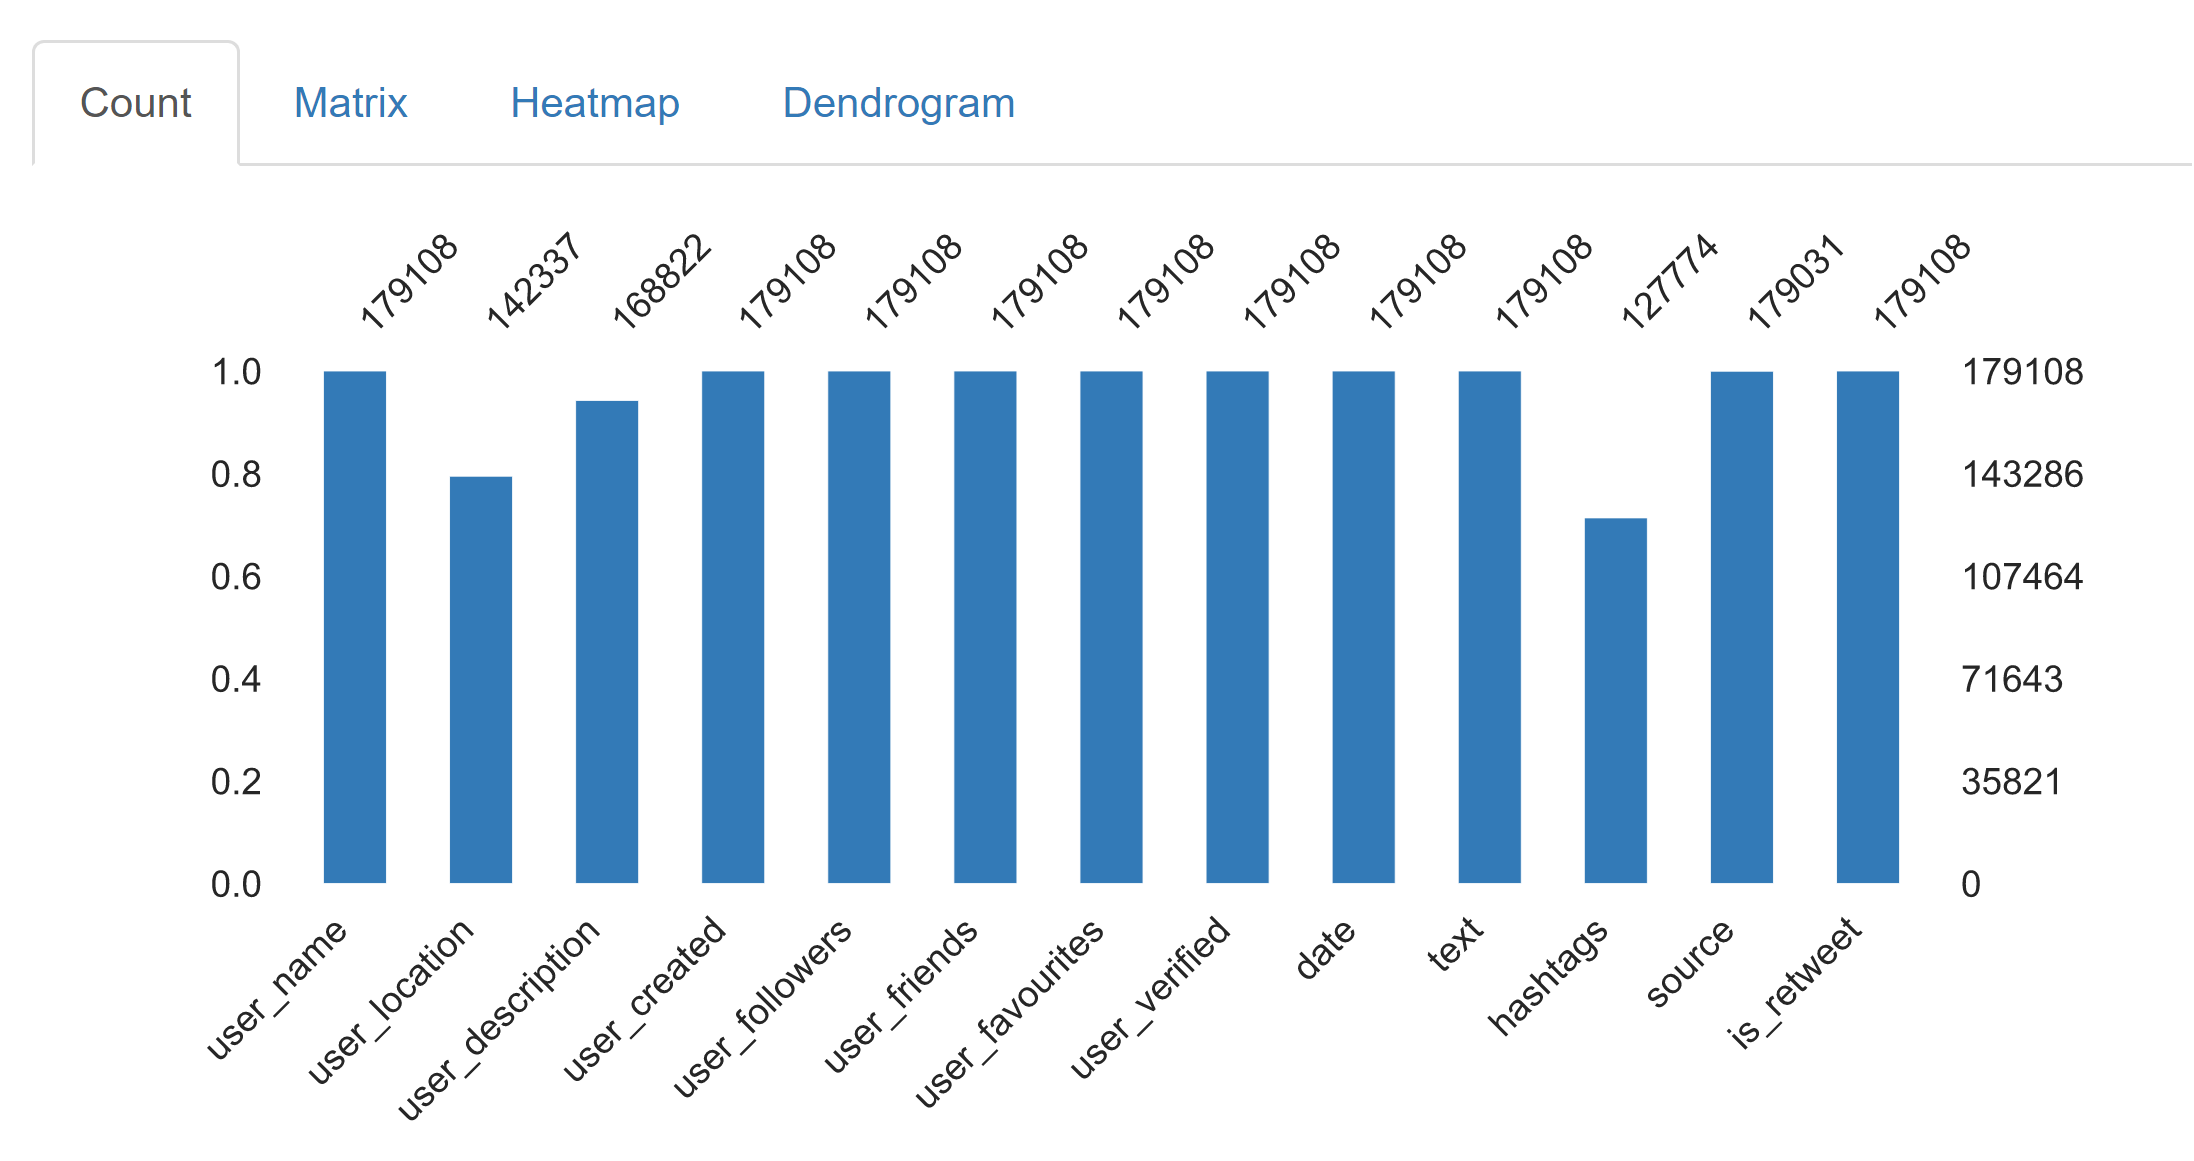 Count Matrix Heatmap Dendrogram
179108 142337 168822 179108 179108 179108 179108 179108 179108 179108 127774 179031 179108
1.0 179108
0.8 143286
0.6 107464
0.4 71643
0.2 35821
0.0 0
user_name user_location user_description user_created user_followers user_friends user_favourites user_verified date text hashtags source is_retweet